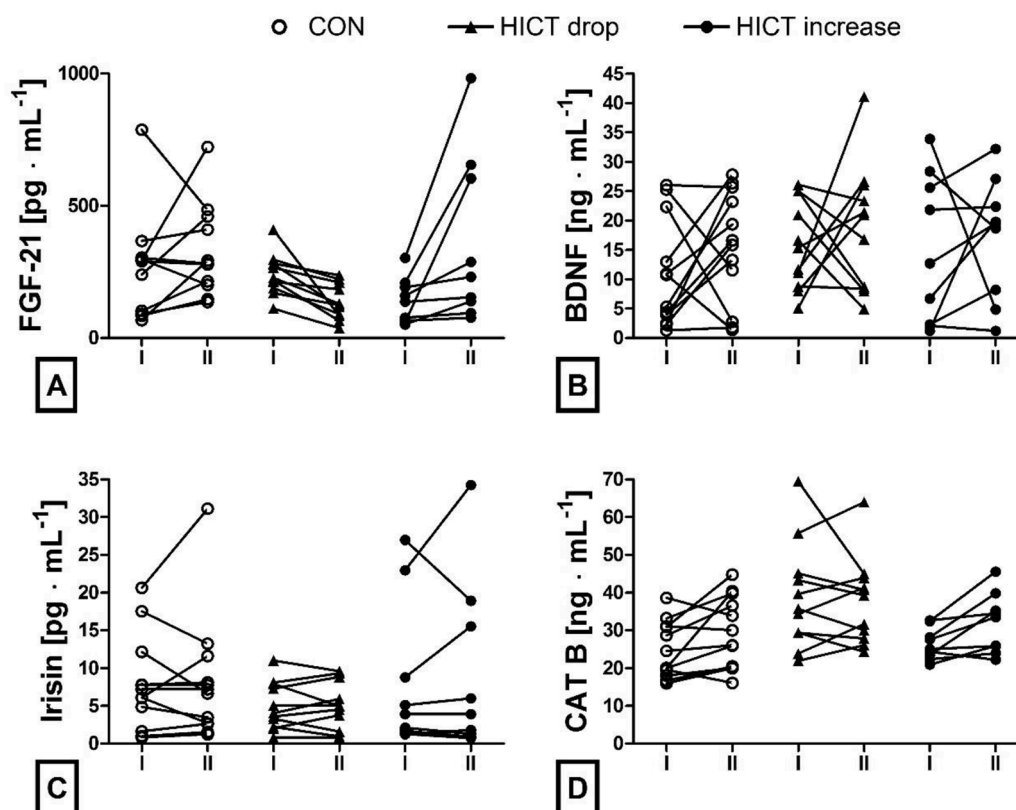 CON HICT drop HICT increase
FGF-21 [pg · mL⁻¹]
1000
500
0
I II I II I II
A
BDNF [ng · mL⁻¹]
45
40
35
30
25
20
15
10
5
0
I II I II I II
B
Irisin [pg · mL⁻¹]
35
30
25
20
15
10
5
0
I II I II I II
C
CAT B [ng · mL⁻¹]
70
60
50
40
30
20
10
0
I II I II I II
D